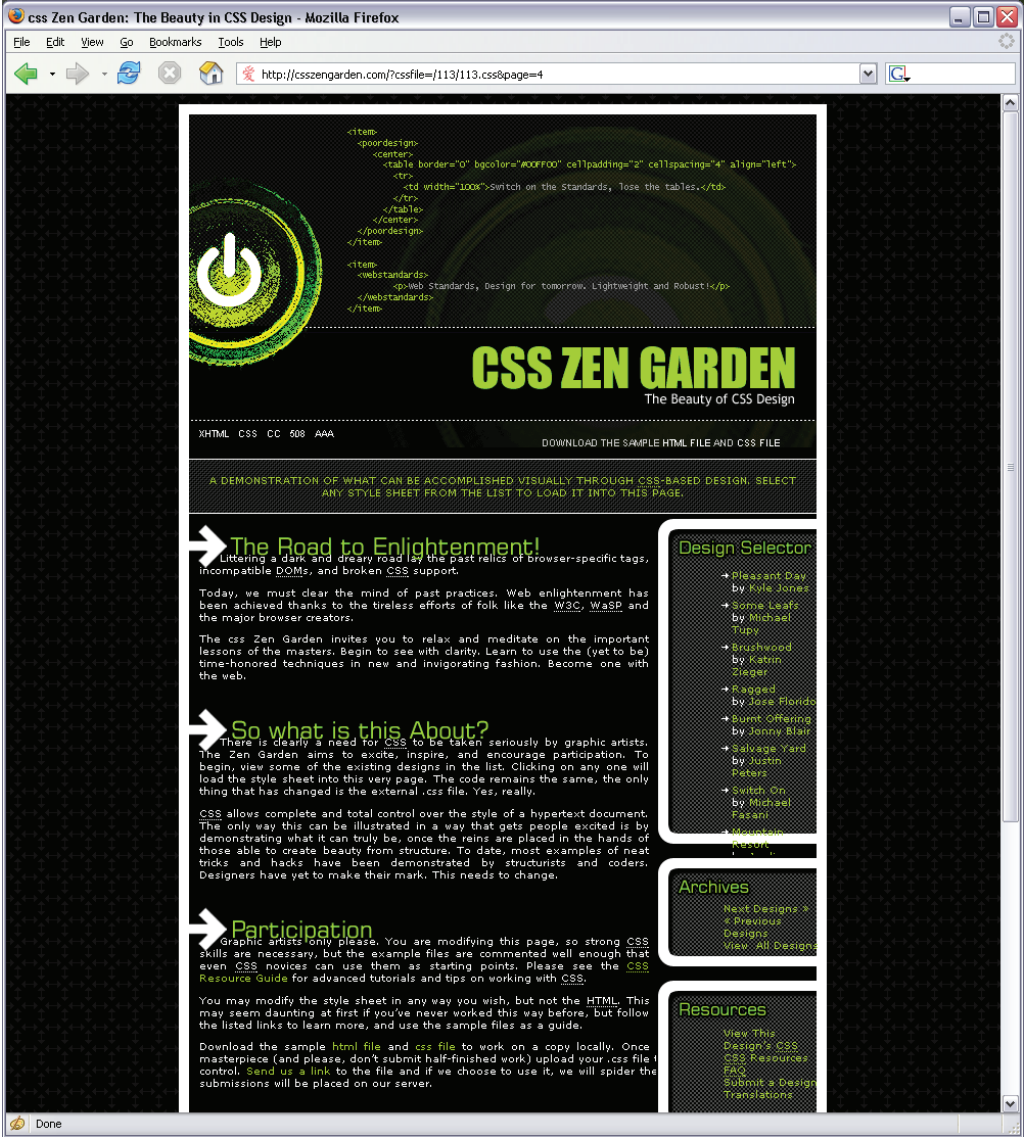 css Zen Garden: The Beauty in CSS Design - Mozilla Firefox
File Edit View Go Bookmarks Tools Help
http://csszengarden.com/?cssfile=/113/113.css&page=4
<item>
<poordesign>
<center>
<table border="0" bgcolor="#00FF00" cellpadding="2" cellspacing="4" align="left">
<tr>
<td width="100%">Switch on the Standards, lose the tables.</td>
</tr>
</table>
</center>
</poordesign>
</item>
<item>
<webstandards>
<p>Web Standards, Design for tomorrow. Lightweight and Robust!</p>
</webstandards>
</item>
CSS ZEN GARDEN
The Beauty of CSS Design
XHTML CSS CC 508 AAA
DOWNLOAD THE SAMPLE HTML FILE AND CSS FILE
A DEMONSTRATION OF WHAT CAN BE ACCOMPLISHED VISUALLY THROUGH CSS-BASED DESIGN. SELECT
ANY STYLE SHEET FROM THE LIST TO LOAD IT INTO THIS PAGE.
The Road to Enlightenment!
Littering a dark and dreary road lay the past relics of browser-specific tags,
incompatible DOMs, and broken CSS support.
Today, we must clear the mind of past practices. Web enlightenment has
been achieved thanks to the tireless efforts of folk like the W3C, WaSP and
the major browser creators.
The css Zen Garden invites you to relax and meditate on the important
lessons of the masters. Begin to see with clarity. Learn to use the (yet to be)
time-honored techniques in new and invigorating fashion. Become one with
the web.
So what is this About?
There is clearly a need for CSS to be taken seriously by graphic artists.
The Zen Garden aims to excite, inspire, and encourage participation. To
begin, view some of the existing designs in the list. Clicking on any one will
load the style sheet into this very page. The code remains the same, the only
thing that has changed is the external .css file. Yes, really.
CSS allows complete and total control over the style of a hypertext document.
The only way this can be illustrated in a way that gets people excited is by
demonstrating what it can truly be, once the reins are placed in the hands of
those able to create beauty from structure. To date, most examples of neat
tricks and hacks have been demonstrated by structurists and coders.
Designers have yet to make their mark. This needs to change.
Participation
Graphic artists only please. You are modifying this page, so strong CSS
skills are necessary, but the example files are commented well enough that
even CSS novices can use them as starting points. Please see the CSS
Resource Guide for advanced tutorials and tips on working with CSS.
You may modify the style sheet in any way you wish, but not the HTML. This
may seem daunting at first if you've never worked this way before, but follow
the listed links to learn more, and use the sample files as a guide.
Download the sample html file and css file to work on a copy locally. Once
masterpiece (and please, don't submit half-finished work) upload your .css file
control. Send us a link to the file and if we choose to use it, we will spider the
submissions will be placed on our server.
Design Selector
Pleasant Day
by Kyle Jones
Some Leafs
by Michael
Tupy
Brushwood
by Katrin
Zieger
Ragged
by Jose Florido
Burnt Offering
by Jonny Blair
Salvage Yard
by Justin
Peters
Switch On
by Michael
Fasani
Mountain
Resort
Archives
Next Designs »
« Previous
Designs
View All Designs
Resources
View This
Design's CSS
CSS Resources
FAQ
Submit a Design
Translations
Done